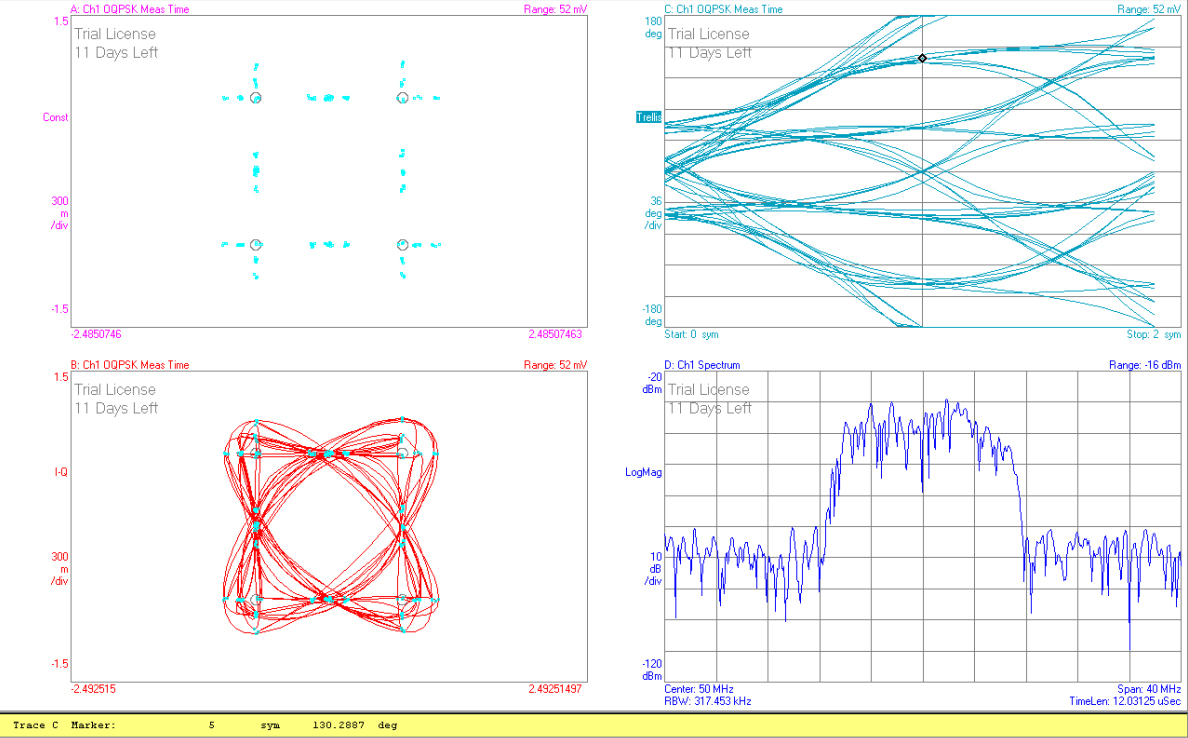 A: Ch1 OQPSK Meas Time Range: 52 mV
1.5
Trial License
11 Days Left
Const
300
m
/div
-1.5
-2.4850746 2.48507463
C: Ch1 OQPSK Meas Time Range: 52 mV
180
deg
Trial License
11 Days Left
Trellis
36
deg
/div
-180
deg
Start: 0 sym Stop: 2 sym
B: Ch1 OQPSK Meas Time Range: 52 mV
1.5
Trial License
11 Days Left
I-Q
300
m
/div
-1.5
-2.492515 2.49251497
D: Ch1 Spectrum Range: -16 dBm
-20
dBm
Trial License
11 Days Left
LogMag
10
dB
/div
-120
dBm
Center: 50 MHz Span: 40 MHz
RBW: 317.453 kHz TimeLen: 12.03125 uSec
Trace C Marker: 5 sym 130.2887 deg